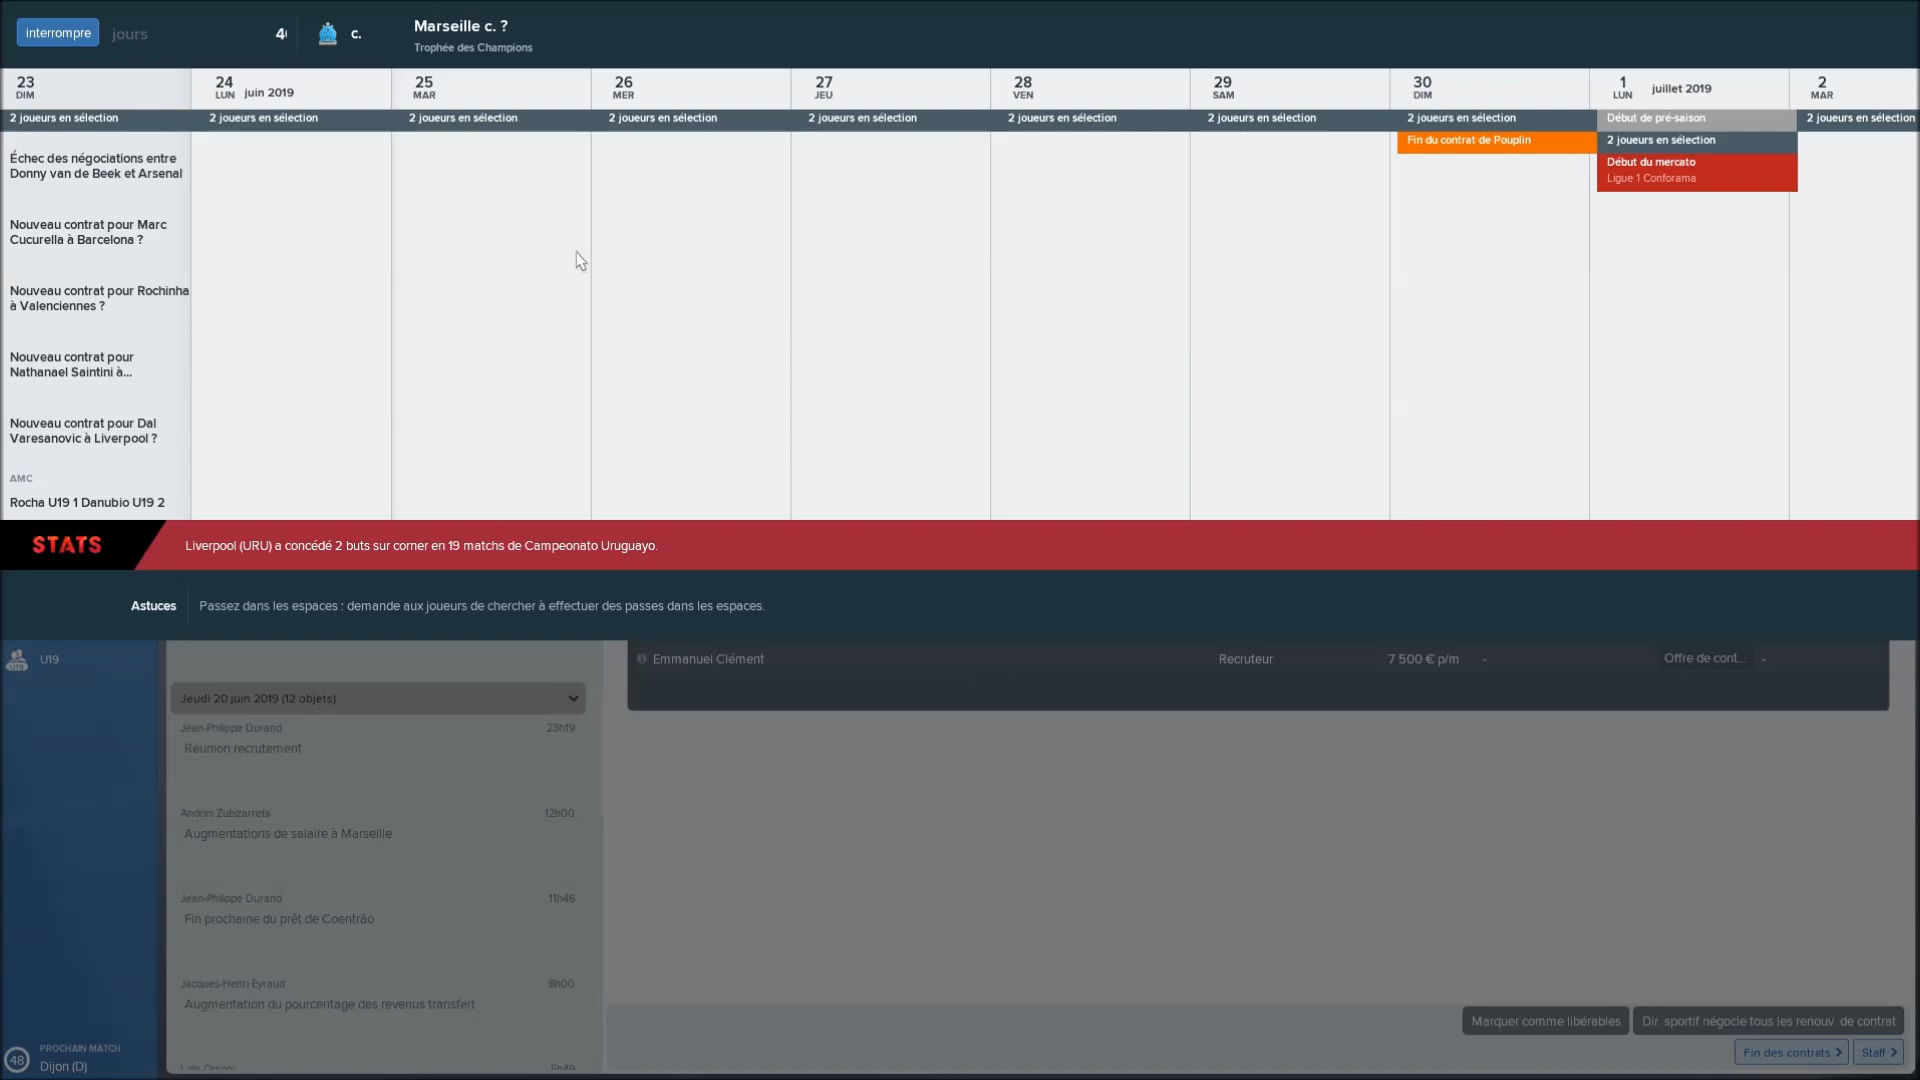 interrompre jours 4 c. Marseille c. ?
Trophée des Champions
23 DIM
24 LUN juin 2019
25 MAR
26 MER
27 JEU
28 VEN
29 SAM
30 DIM
1 LUN juillet 2019
2 MAR
2 joueurs en sélection
2 joueurs en sélection
2 joueurs en sélection
2 joueurs en sélection
2 joueurs en sélection
2 joueurs en sélection
2 joueurs en sélection
2 joueurs en sélection
Début de pré-saison
2 joueurs en sélection
Fin du contrat de Pouplin
2 joueurs en sélection
Début du mercato
Ligue 1 Conforama
Échec des négociations entre
Donny van de Beek et Arsenal
Nouveau contrat pour Marc
Cucurella à Barcelona ?
Nouveau contrat pour Rochinha
à Valenciennes ?
Nouveau contrat pour
Nathanael Saintini à...
Nouveau contrat pour Dal
Varesanovic à Liverpool ?
AMC
Rocha U19 1 Danubio U19 2
STATS
Liverpool (URU) a concédé 2 buts sur corner en 19 matchs de Campeonato Uruguayo.
Astuces
Passez dans les espaces : demande aux joueurs de chercher à effectuer des passes dans les espaces.
U19
Emmanuel Clément Recruteur 7 500 € p/m - Offre de cont... -
Jeudi 20 juin 2019 (12 objets)
Jean-Philippe Durand 23h19
Réunion recrutement
Andoni Zubizarreta 12h00
Augmentations de salaire à Marseille
Jean-Philippe Durand 11h46
Fin prochaine du prêt de Coentrão
Jacques-Henri Eyraud 8h00
Augmentation du pourcentage des revenus transfert
Marquer comme libérables
Dir. sportif négocie tous les renouv. de contrat
Fin des contrats
Staff
48
PROCHAIN MATCH
Dijon (D)